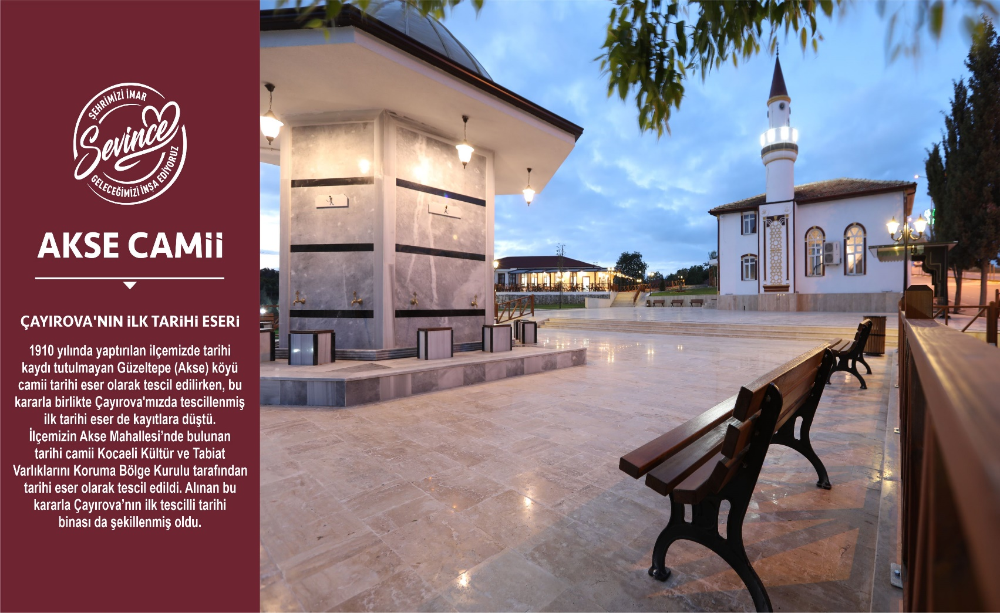 ŞEHRİMİZİ İMAR
Sevince
GELECEĞİMİZİ İNŞA EDİYORUZ
AKSE CAMii
ÇAYIROVA'NIN iLK TARiHi ESERi
1910 yılında yaptırılan ilçemizde tarihi
kaydı tutulmayan Güzeltepe (Akse) köyü
camii tarihi eser olarak tescil edilirken, bu
kararla birlikte Çayırova'mızda tescillenmiş
ilk tarihi eser de kayıtlara düştü.
İlçemizin Akse Mahallesi’nde bulunan
tarihi camii Kocaeli Kültür ve Tabiat
Varlıklarını Koruma Bölge Kurulu tarafından
tarihi eser olarak tescil edildi. Alınan bu
kararla Çayırova’nın ilk tescilli tarihi
binası da şekillenmiş oldu.